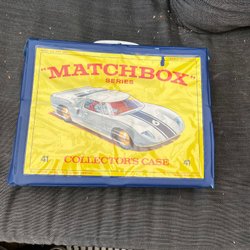 "MATCHBOX"
SERIES
41 41
COLLECTOR'S CASE